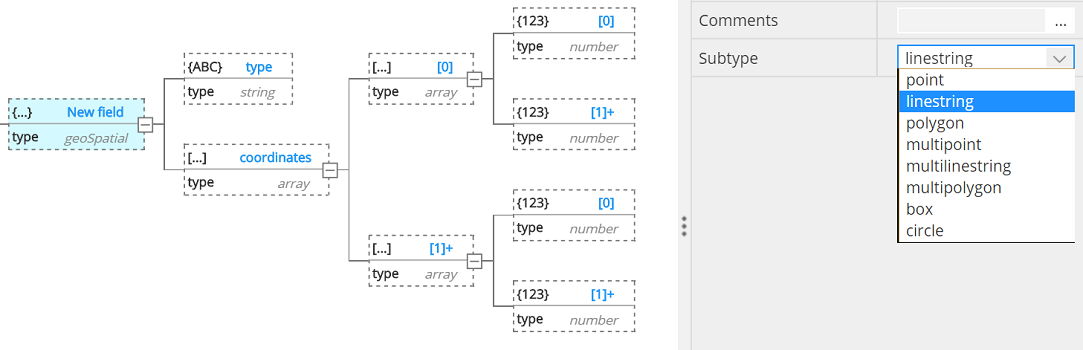 {...} New field
type geoSpatial
{ABC} type
type string
[...] coordinates
type array
[...] [0]
type array
[...] [1]+
type array
{123} [0]
type number
{123} [1]+
type number
{123} [0]
type number
{123} [1]+
type number
Comments ...
Subtype linestring
point
linestring
polygon
multipoint
multilinestring
multipolygon
box
circle